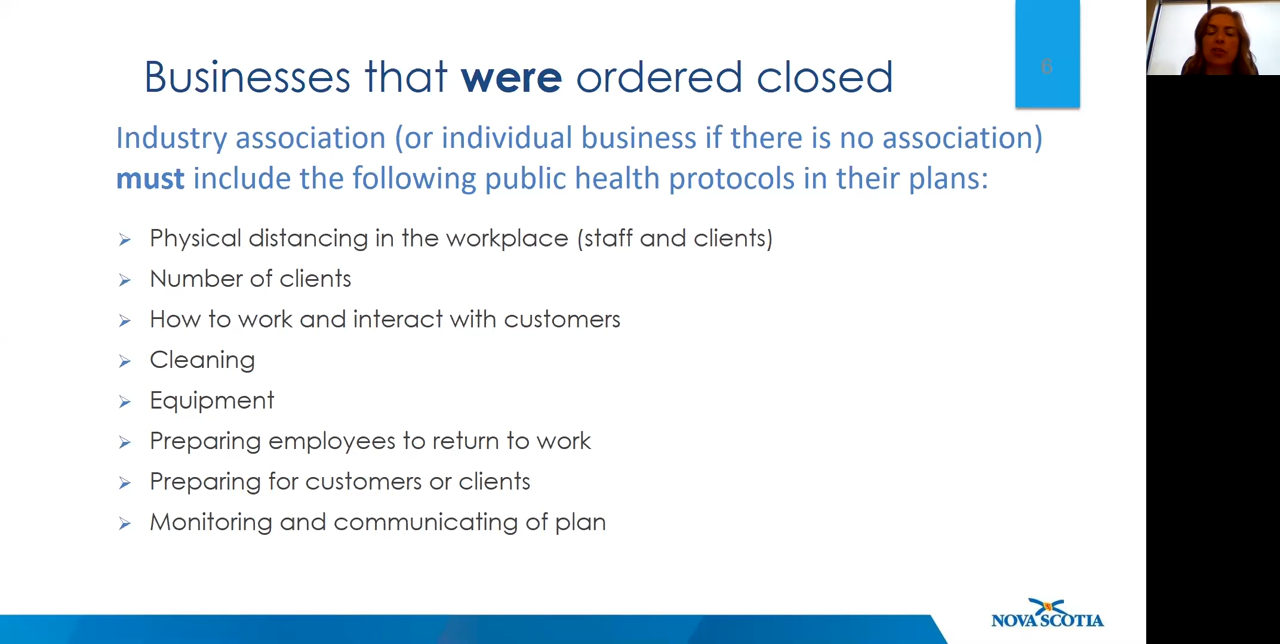 6
Businesses that were ordered closed
Industry association (or individual business if there is no association)
must include the following public health protocols in their plans:
Physical distancing in the workplace (staff and clients)
Number of clients
How to work and interact with customers
Cleaning
Equipment
Preparing employees to return to work
Preparing for customers or clients
Monitoring and communicating of plan
NOVA SCOTIA